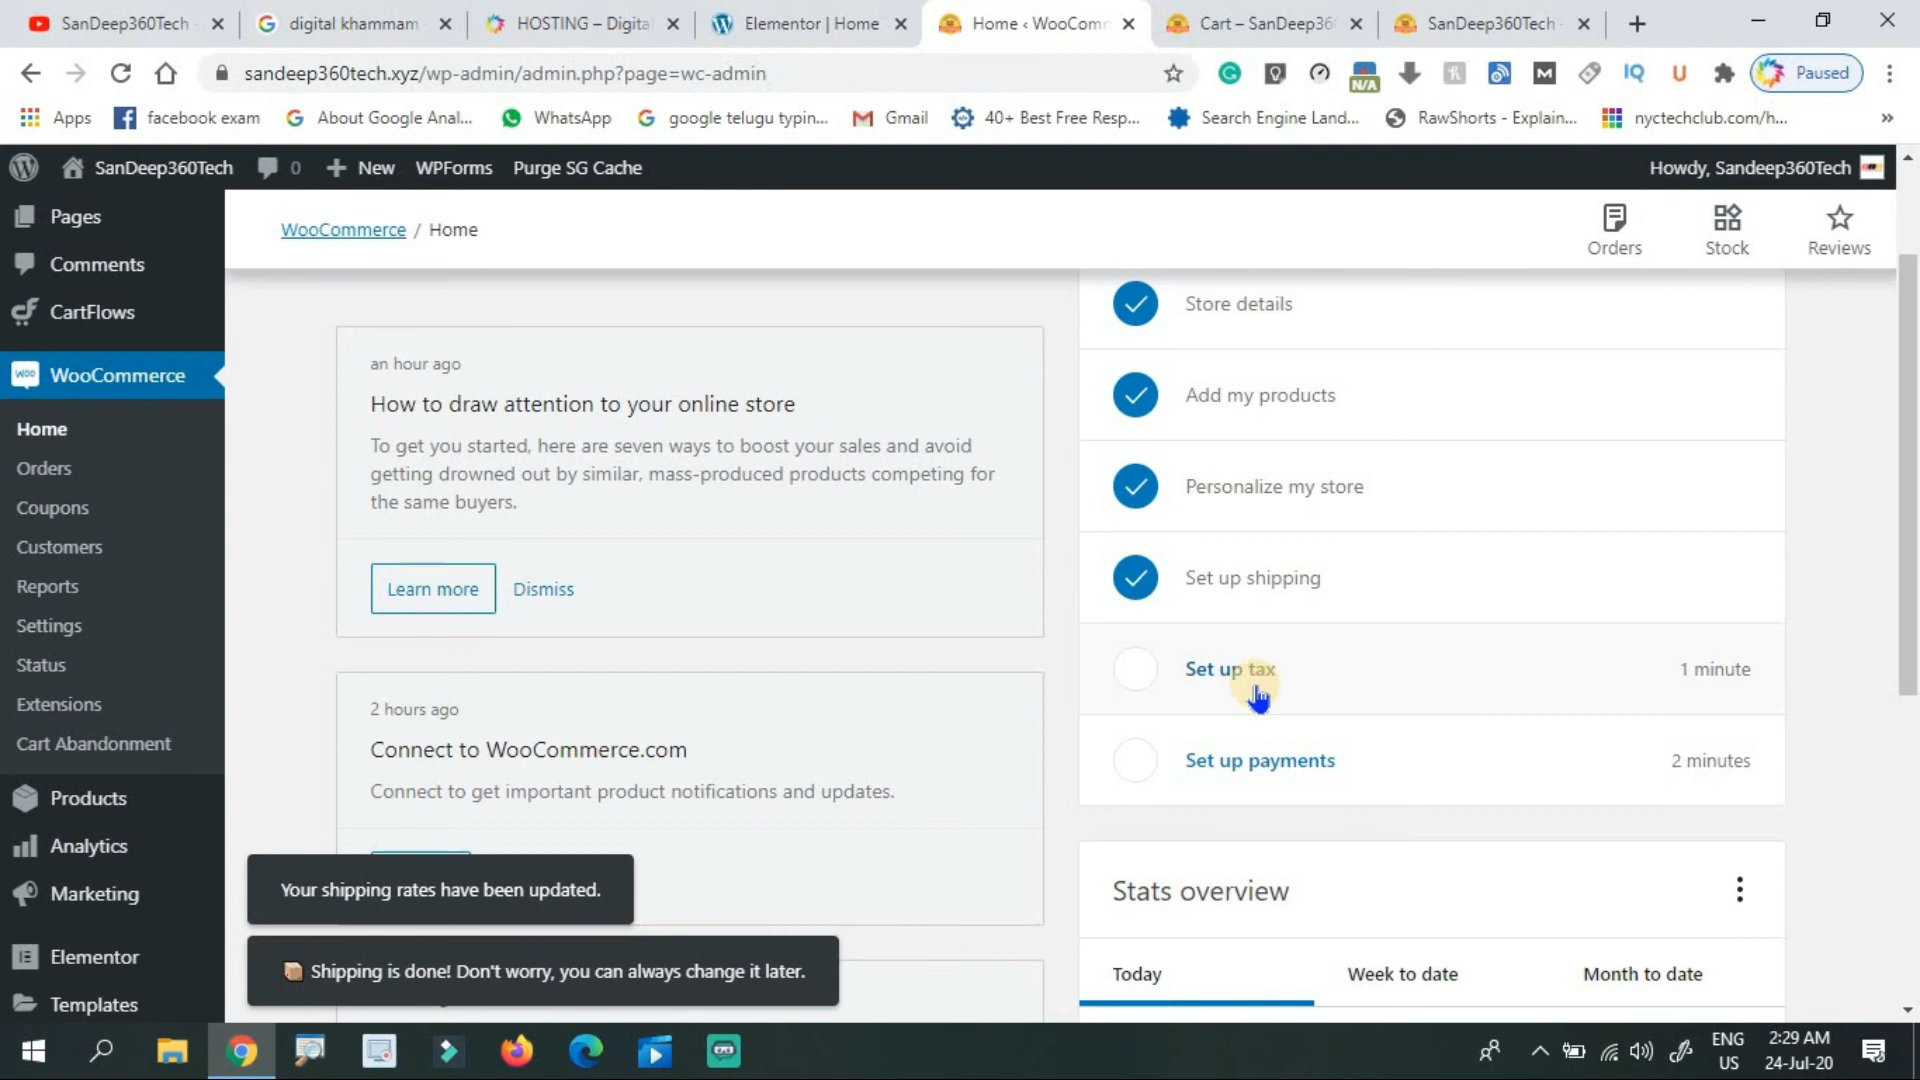 SanDeep360Tech
digital khammam
HOSTING – Digita
Elementor | Home
Home ‹ WooComm
Cart – SanDeep36
SanDeep360Tech
sandeep360tech.xyz/wp-admin/admin.php?page=wc-admin
N/A
M
IQ
U
Paused
Apps
facebook exam
About Google Anal...
WhatsApp
google telugu typin...
Gmail
40+ Best Free Resp...
Search Engine Land...
RawShorts - Explain...
nyctechclub.com/h...
»
SanDeep360Tech
0
New
WPForms
Purge SG Cache
Howdy, Sandeep360Tech
Pages
Comments
CartFlows
WooCommerce
Home
Orders
Coupons
Customers
Reports
Settings
Status
Extensions
Cart Abandonment
Products
Analytics
Marketing
Elementor
Templates
WooCommerce / Home
Orders
Stock
Reviews
an hour ago
How to draw attention to your online store
To get you started, here are seven ways to boost your sales and avoid
getting drowned out by similar, mass-produced products competing for
the same buyers.
Learn more
Dismiss
2 hours ago
Connect to WooCommerce.com
Connect to get important product notifications and updates.
Your shipping rates have been updated.
Shipping is done! Don't worry, you can always change it later.
Store details
Add my products
Personalize my store
Set up shipping
Set up tax
1 minute
Set up payments
2 minutes
Stats overview
Today
Week to date
Month to date
ENG
US
2:29 AM
24-Jul-20